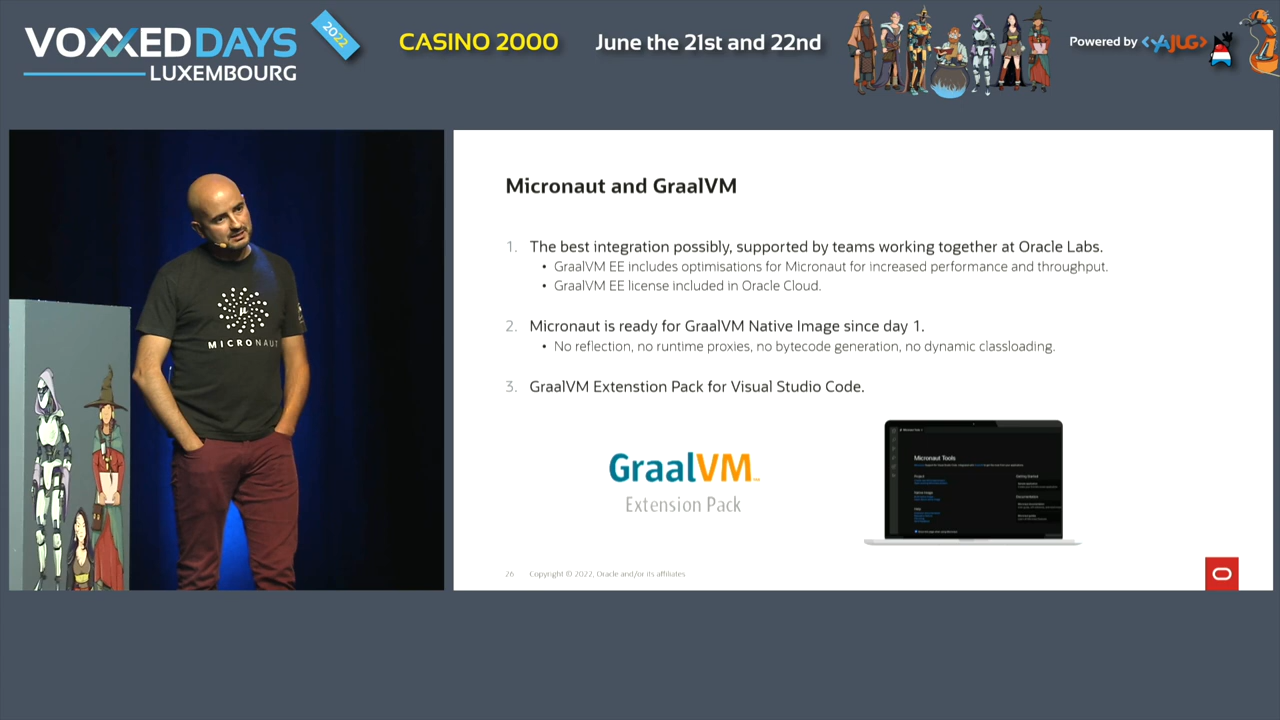 VOXXED DAYS
LUXEMBOURG
2022
CASINO 2000
June the 21st and 22nd
Powered by <YAJUG>
µ
MICRONAUT
Micronaut and GraalVM
1. The best integration possibly, supported by teams working together at Oracle Labs.
• GraalVM EE includes optimisations for Micronaut for increased performance and throughput.
• GraalVM EE license included in Oracle Cloud.
2. Micronaut is ready for GraalVM Native Image since day 1.
• No reflection, no runtime proxies, no bytecode generation, no dynamic classloading.
3. GraalVM Extenstion Pack for Visual Studio Code.
GraalVM
Extension Pack
Micronaut Tools
26 Copyright © 2022, Oracle and/or its affiliates